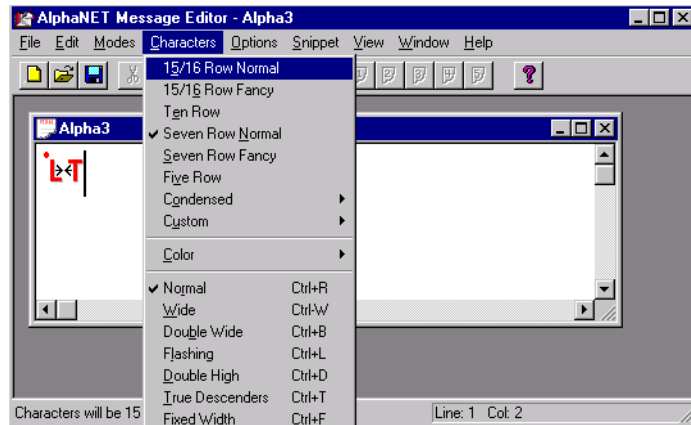 AlphaNET Message Editor - Alpha3
File Edit Modes Characters Options Snippet View Window Help
15/16 Row Normal
15/16 Row Fancy
Ten Row
Alpha3
Seven Row Normal
Seven Row Fancy
Five Row
Condensed
Custom
Color
Normal Ctrl+R
Wide Ctrl-W
Double Wide Ctrl+B
Flashing Ctrl+L
Double High Ctrl+D
True Descenders Ctrl+T
Fixed Width Ctrl+F
Characters will be 15
Line: 1 Col: 2